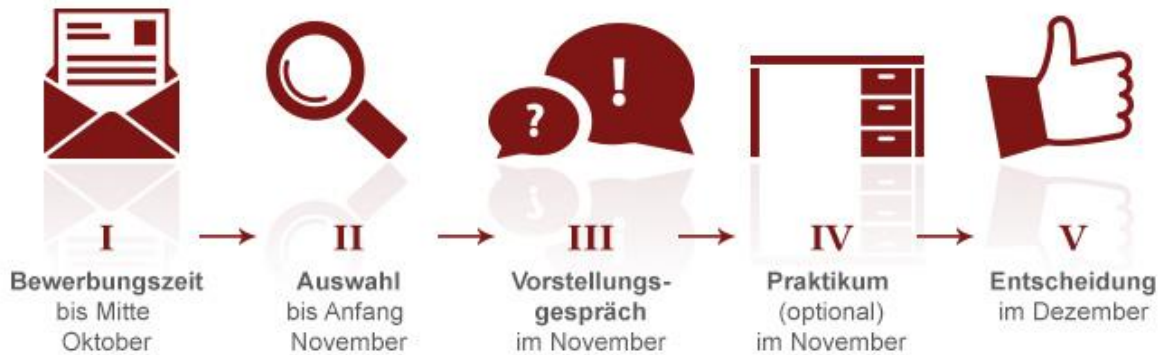 ?
!
I
II
III
IV
V
Bewerbungszeit
bis Mitte
Oktober
Auswahl
bis Anfang
November
Vorstellungs-
gespräch
im November
Praktikum
(optional)
im November
Entscheidung
im Dezember